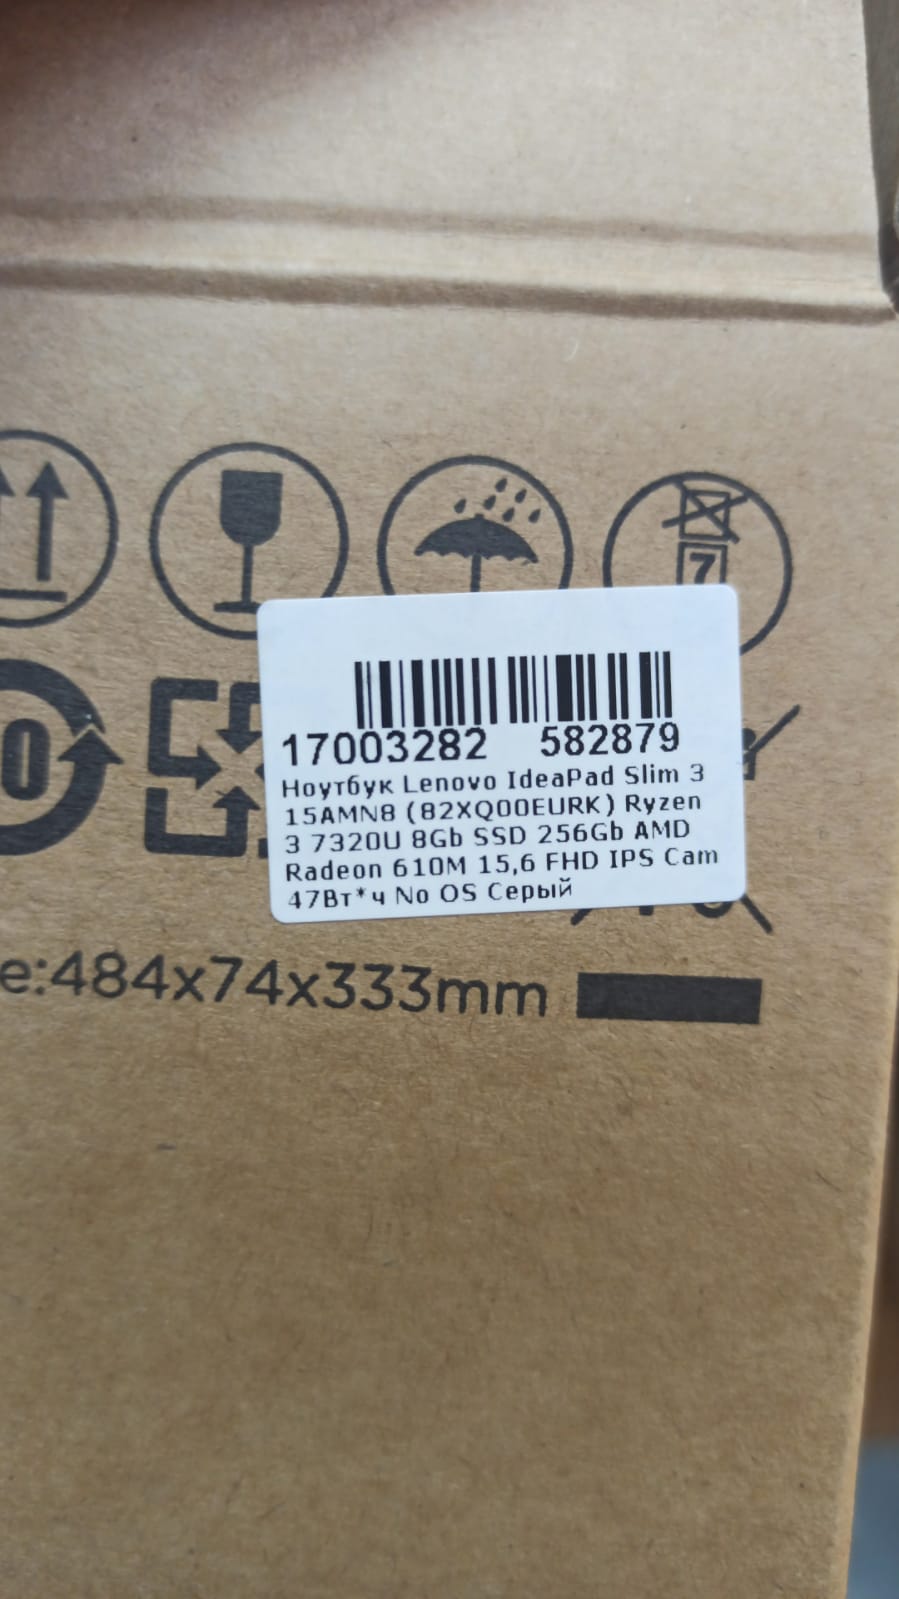 7
17003282 582879
Ноутбук Lenovo IdeaPad Slim 3
15AMN8 (82XQ00EURK) Ryzen
3 7320U 8Gb SSD 256Gb AMD
Radeon 610M 15,6 FHD IPS Cam
47Вт*ч No OS Серый
e:484x74x333mm